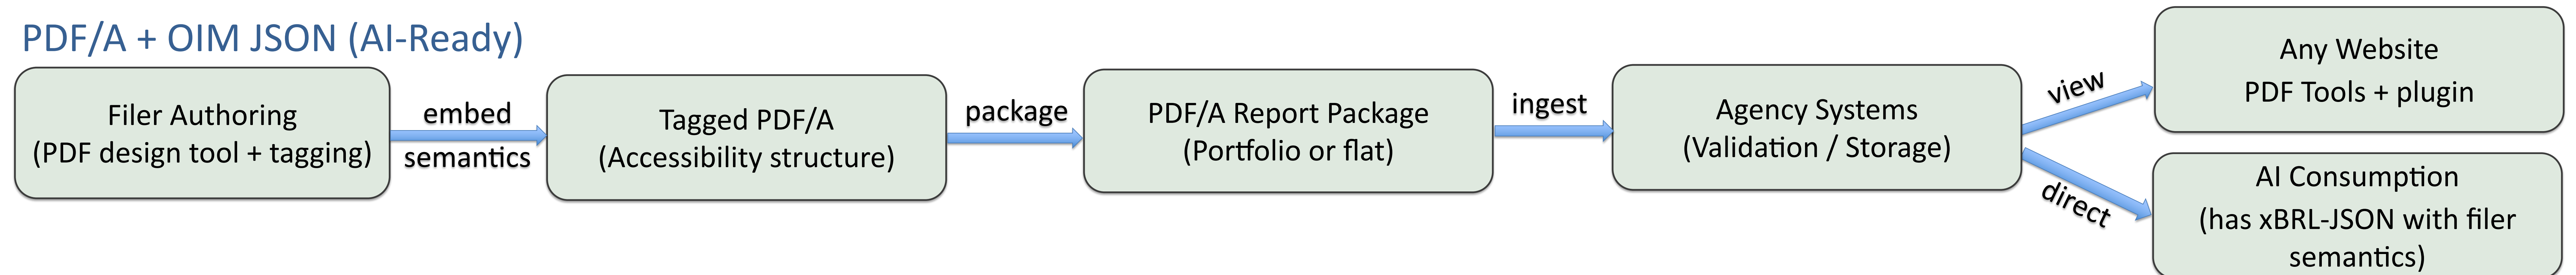 PDF/A + OIM JSON (AI-Ready)
Filer Authoring
(PDF design tool + tagging)
embed
semantics
Tagged PDF/A
(Accessibility structure)
package
PDF/A Report Package
(Portfolio or flat)
ingest
Agency Systems
(Validation / Storage)
view
Any Website
PDF Tools + plugin
direct
AI Consumption
(has xBRL-JSON with filer
semantics)